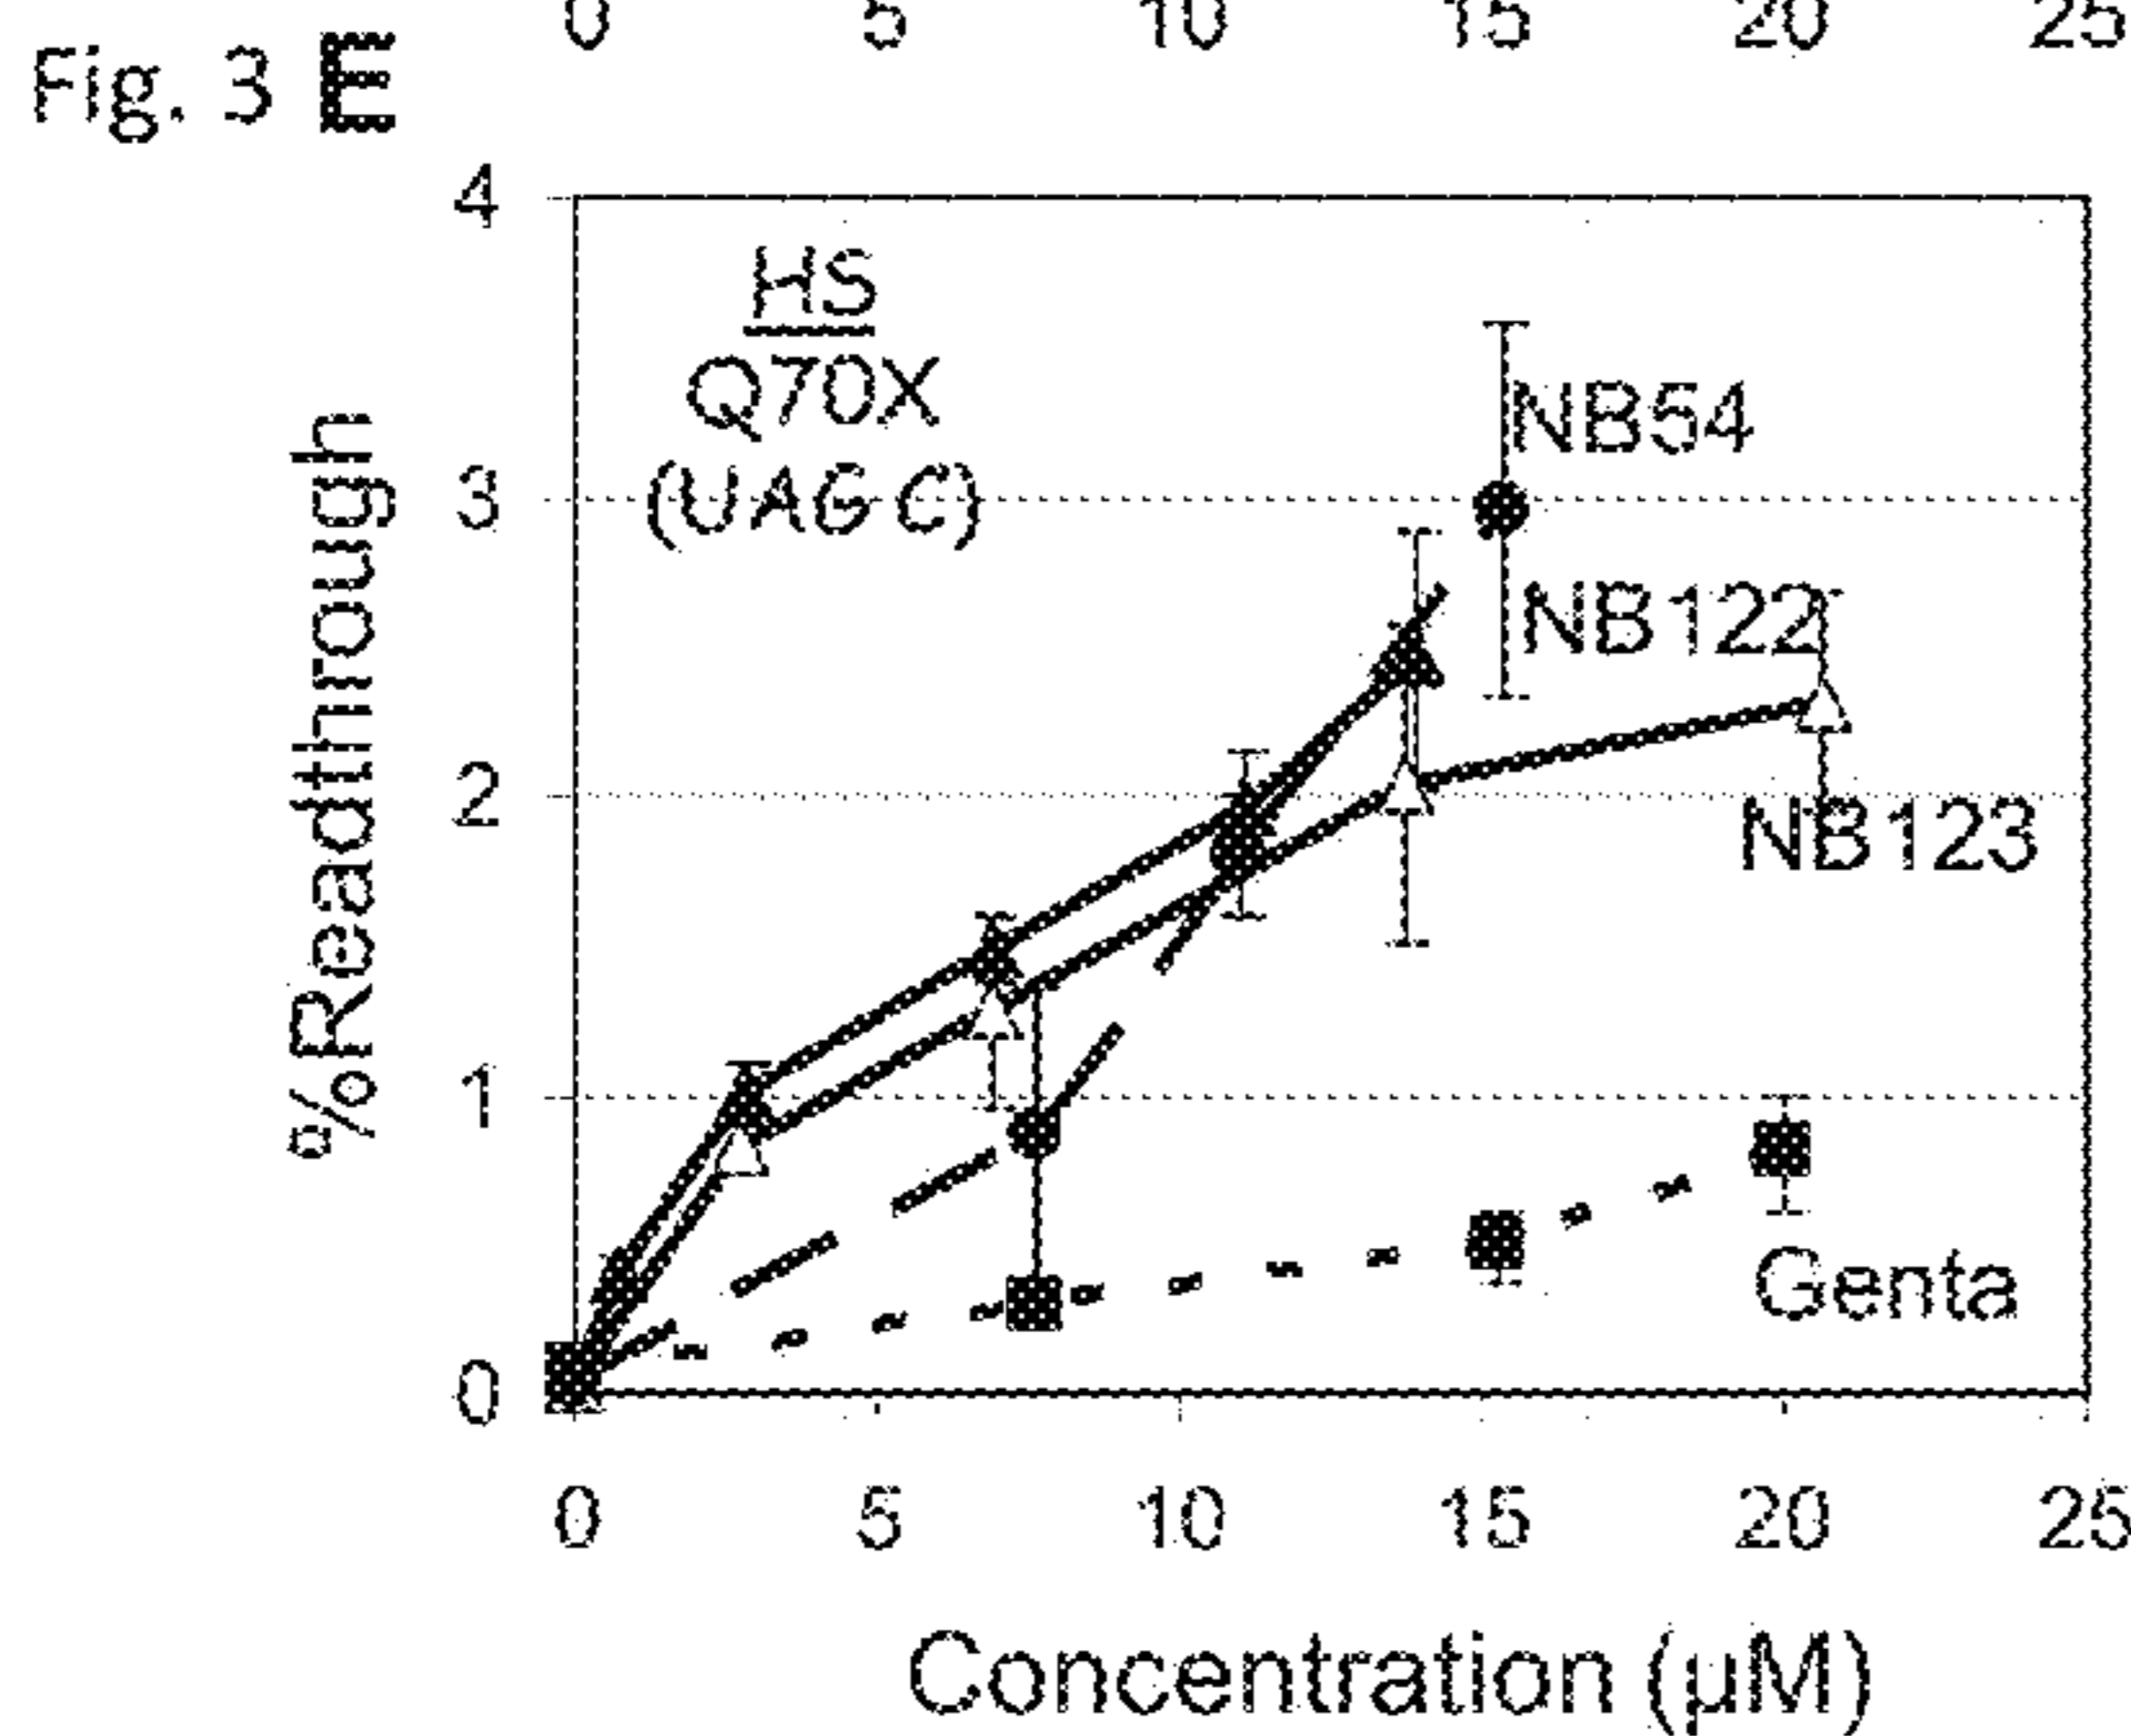 0 5 10 15 20 25
Fig. 3 E
4
HS
Q70X
(UAG C)
NB54
3
NB122
2
NB123
1
Genta
0
%Readthrough
0 5 10 15 20 25
Concentration (µM)